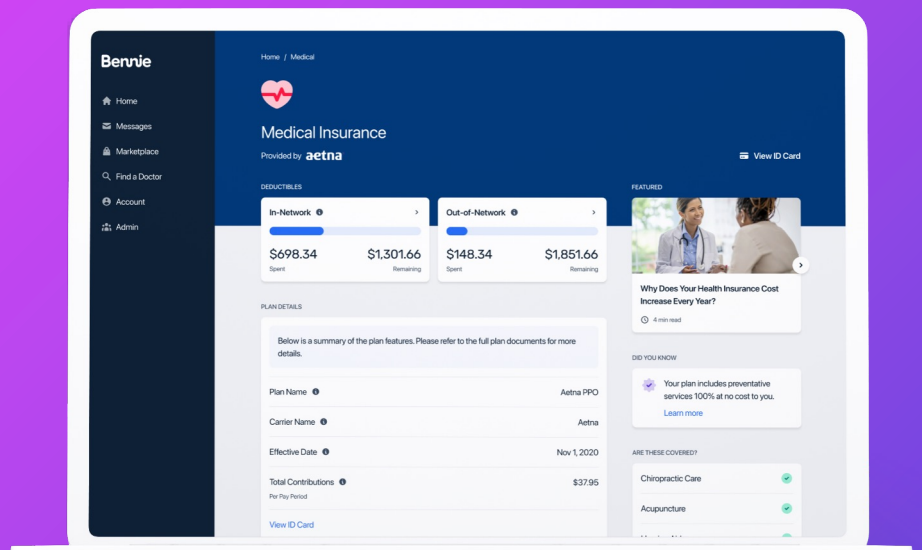 Bennie
Home
Messages
Marketplace
Find a Doctor
Account
Admin
Home / Medical
Medical Insurance
Provided by aetna
View ID Card
DEDUCTIBLES
In-Network
$698.34
$1,301.66
Spent
Remaining
Out-of-Network
$148.34
$1,851.66
Spent
Remaining
PLAN DETAILS
Below is a summary of the plan features. Please refer to the full plan documents for more
details.
Plan Name
Aetna PPO
Carrier Name
Aetna
Effective Date
Nov 1, 2020
Total Contributions
$37.95
Per Pay Period
View ID Card
FEATURED
Why Does Your Health Insurance Cost
Increase Every Year?
4 min read
DID YOU KNOW
Your plan includes preventative
services 100% at no cost to you.
Learn more
ARE THESE COVERED?
Chiropractic Care
Acupuncture